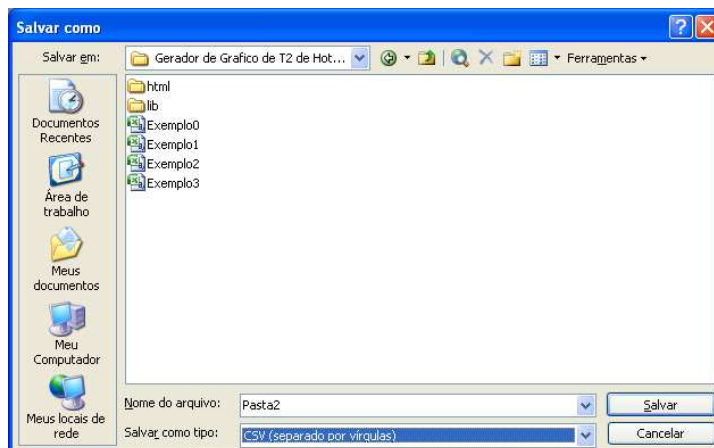 Salvar como
Salvar em:
Gerador de Grafico de T2 de Hot...
Ferramentas
Documentos
Recentes
Área de
trabalho
Meus
documentos
Meu
Computador
Meus locais de
rede
html
lib
Exemplo0
Exemplo1
Exemplo2
Exemplo3
Nome do arquivo:
Pasta2
Salvar
Salvar como tipo:
CSV (separado por vírgulas)
Cancelar